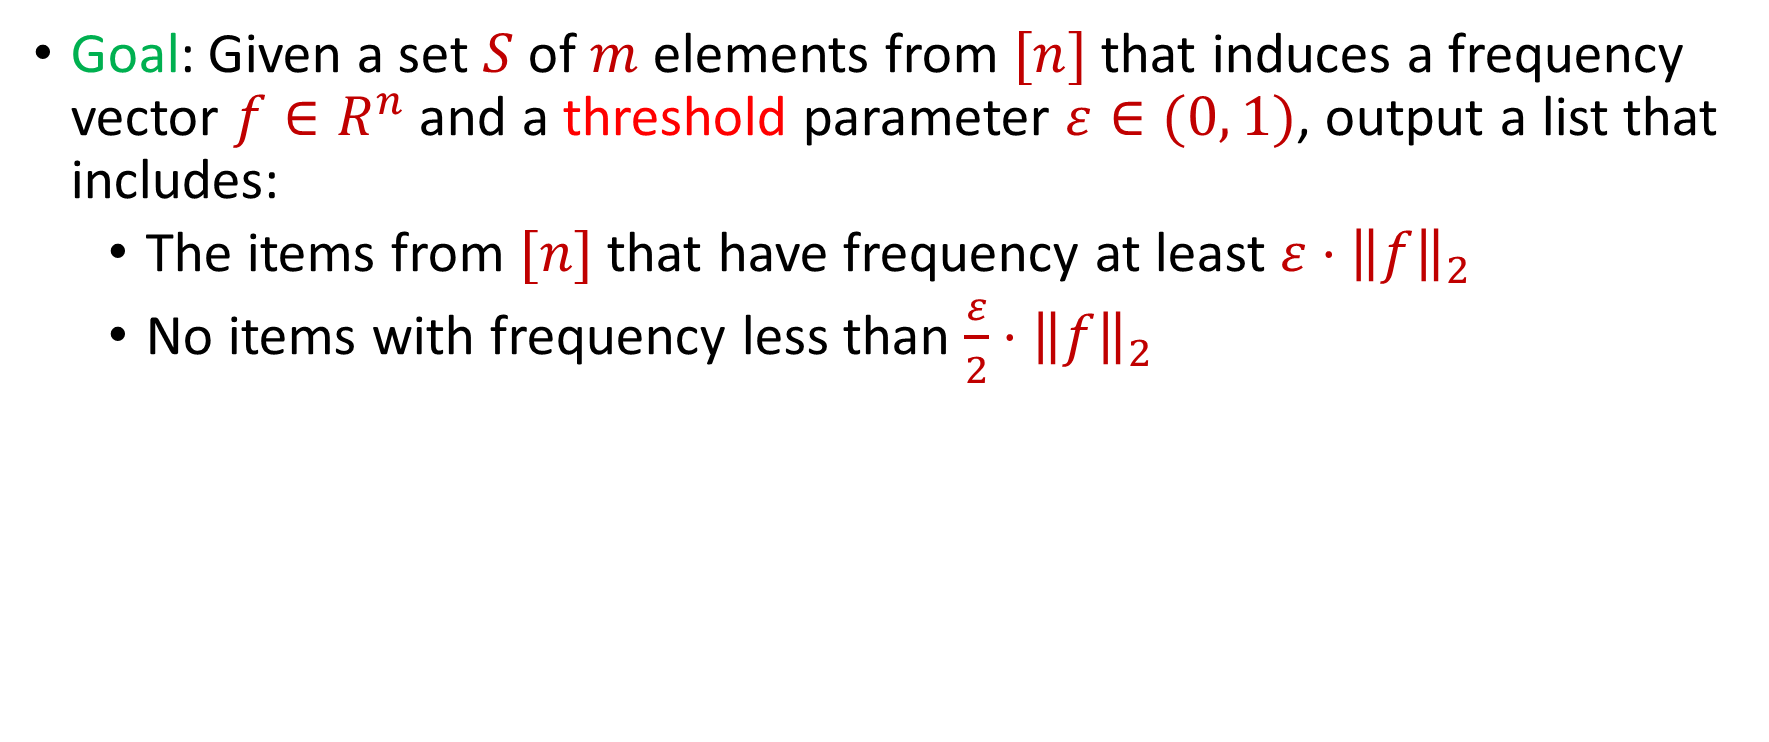 • Goal: Given a set S of m elements from [n] that induces a frequency
vector f ∈ Rⁿ and a threshold parameter ε ∈ (0, 1), output a list that
includes:
• The items from [n] that have frequency at least ε · ‖f‖₂
• No items with frequency less than ε/2 · ‖f‖₂